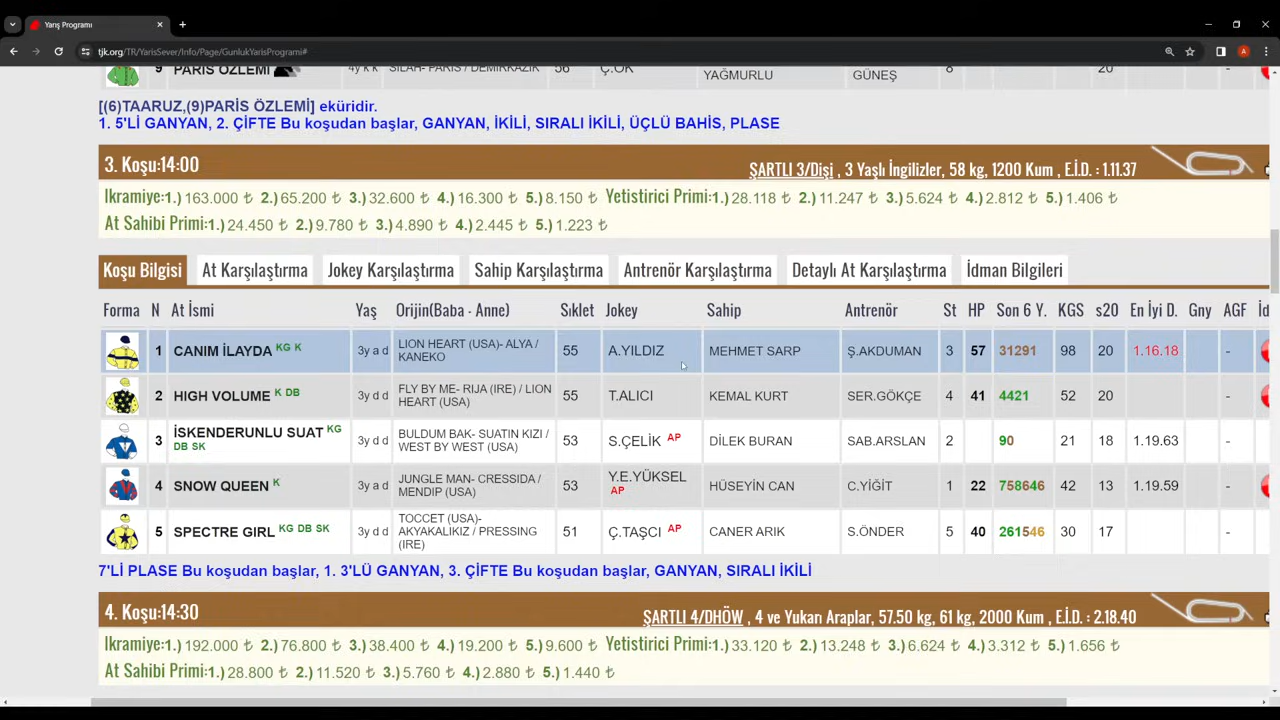 Yarış Programı
tjk.org/TR/YarisSever/Info/Page/GunlukYarisProgrami#
A
9 PARİS ÖZLEMİ 4y k k SILAH- PARİS / DEMİRKAZIK 56 Ç.OK YAĞMURLU GÜNEŞ 8 20 -
[(6)TAARUZ,(9)PARİS ÖZLEMİ] eküridir.
1. 5'Lİ GANYAN, 2. ÇİFTE Bu koşudan başlar, GANYAN, İKİLİ, SIRALI İKİLİ, ÜÇLÜ BAHİS, PLASE
3. Koşu:14:00 ŞARTLI 3/Dişi , 3 Yaşlı İngilizler, 58 kg, 1200 Kum , E.İ.D. : 1.11.37
Ikramiye:1.) 163.000 ₺ 2.) 65.200 ₺ 3.) 32.600 ₺ 4.) 16.300 ₺ 5.) 8.150 ₺ Yetistirici Primi:1.) 28.118 ₺ 2.) 11.247 ₺ 3.) 5.624 ₺ 4.) 2.812 ₺ 5.) 1.406 ₺
At Sahibi Primi:1.) 24.450 ₺ 2.) 9.780 ₺ 3.) 4.890 ₺ 4.) 2.445 ₺ 5.) 1.223 ₺
Koşu Bilgisi At Karşılaştırma Jokey Karşılaştırma Sahip Karşılaştırma Antrenör Karşılaştırma Detaylı At Karşılaştırma İdman Bilgileri
Forma N At İsmi Yaş Orijin(Baba - Anne) Sıklet Jokey Sahip Antrenör St HP Son 6 Y. KGS s20 En İyi D. Gny AGF İd
1 CANIM İLAYDA KG K 3y a d LION HEART (USA)- ALYA / KANEKO 55 A.YILDIZ MEHMET SARP Ş.AKDUMAN 3 57 31291 98 20 1.16.18 -
2 HIGH VOLUME K DB 3y d d FLY BY ME- RIJA (IRE) / LION HEART (USA) 55 T.ALICI KEMAL KURT SER.GÖKÇE 4 41 4421 52 20 -
3 İSKENDERUNLU SUAT KG DB SK 3y d d BULDUM BAK- SUATIN KIZI / WEST BY WEST (USA) 53 S.ÇELİK AP DİLEK BURAN SAB.ARSLAN 2 90 21 18 1.19.63 -
4 SNOW QUEEN K 3y a d JUNGLE MAN- CRESSIDA / MENDIP (USA) 53 Y.E.YÜKSEL AP HÜSEYİN CAN C.YİĞİT 1 22 758646 42 13 1.19.59 -
5 SPECTRE GIRL KG DB SK 3y d d TOCCET (USA)- AKYAKALIKIZ / PRESSING (IRE) 51 Ç.TAŞCI AP CANER ARIK S.ÖNDER 5 40 261546 30 17 -
7'Lİ PLASE Bu koşudan başlar, 1. 3'LÜ GANYAN, 3. ÇİFTE Bu koşudan başlar, GANYAN, SIRALI İKİLİ
4. Koşu:14:30 ŞARTLI 4/DHÖW , 4 ve Yukarı Araplar, 57.50 kg, 61 kg, 2000 Kum , E.İ.D. : 2.18.40
Ikramiye:1.) 192.000 ₺ 2.) 76.800 ₺ 3.) 38.400 ₺ 4.) 19.200 ₺ 5.) 9.600 ₺ Yetistirici Primi:1.) 33.120 ₺ 2.) 13.248 ₺ 3.) 6.624 ₺ 4.) 3.312 ₺ 5.) 1.656 ₺
At Sahibi Primi:1.) 28.800 ₺ 2.) 11.520 ₺ 3.) 5.760 ₺ 4.) 2.880 ₺ 5.) 1.440 ₺